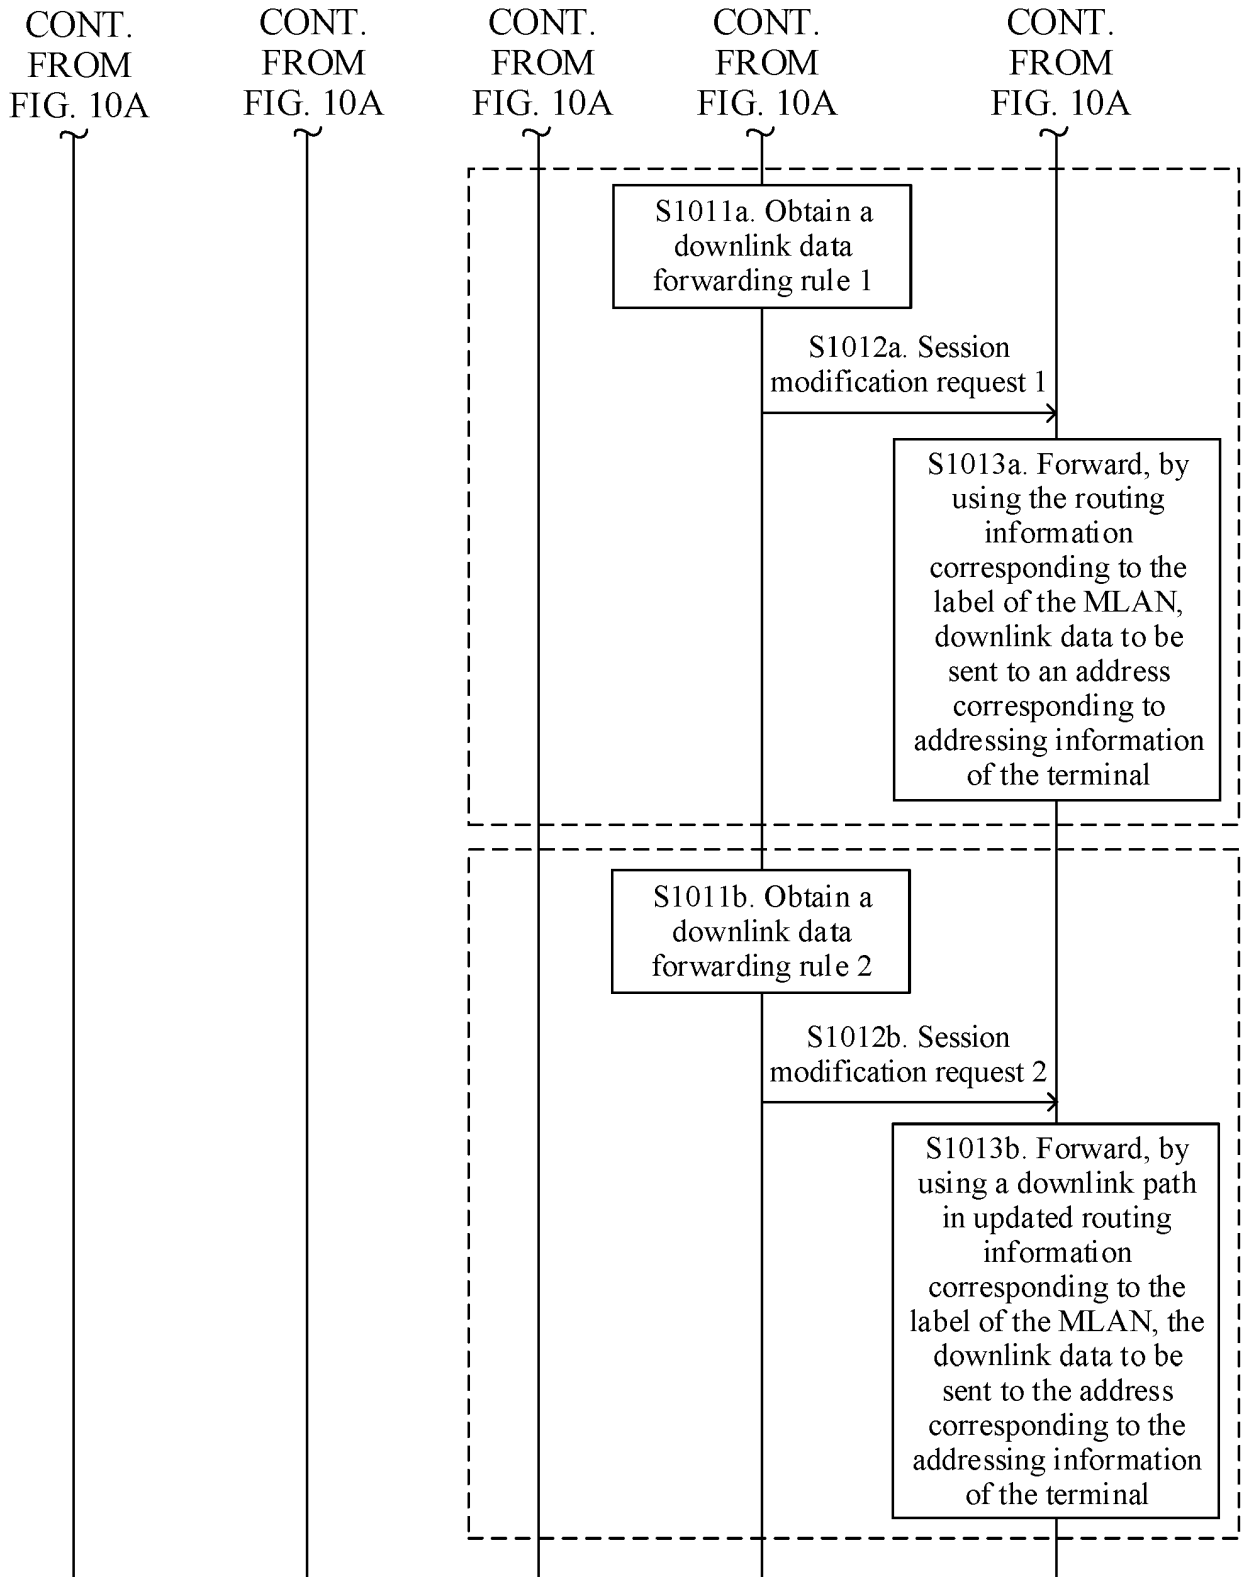 CONT.
FROM
FIG. 10A
CONT.
FROM
FIG. 10A
CONT.
FROM
FIG. 10A
CONT.
FROM
FIG. 10A
CONT.
FROM
FIG. 10A
S1011a. Obtain a
downlink data
forwarding rule 1
S1012a. Session
modification request 1
S1013a. Forward, by
using the routing
information
corresponding to the
label of the MLAN,
downlink data to be
sent to an address
corresponding to
addressing information
of the terminal
S1011b. Obtain a
downlink data
forwarding rule 2
S1012b. Session
modification request 2
S1013b. Forward, by
using a downlink path
in updated routing
information
corresponding to the
label of the MLAN, the
downlink data to be
sent to the address
corresponding to the
addressing information
of the terminal